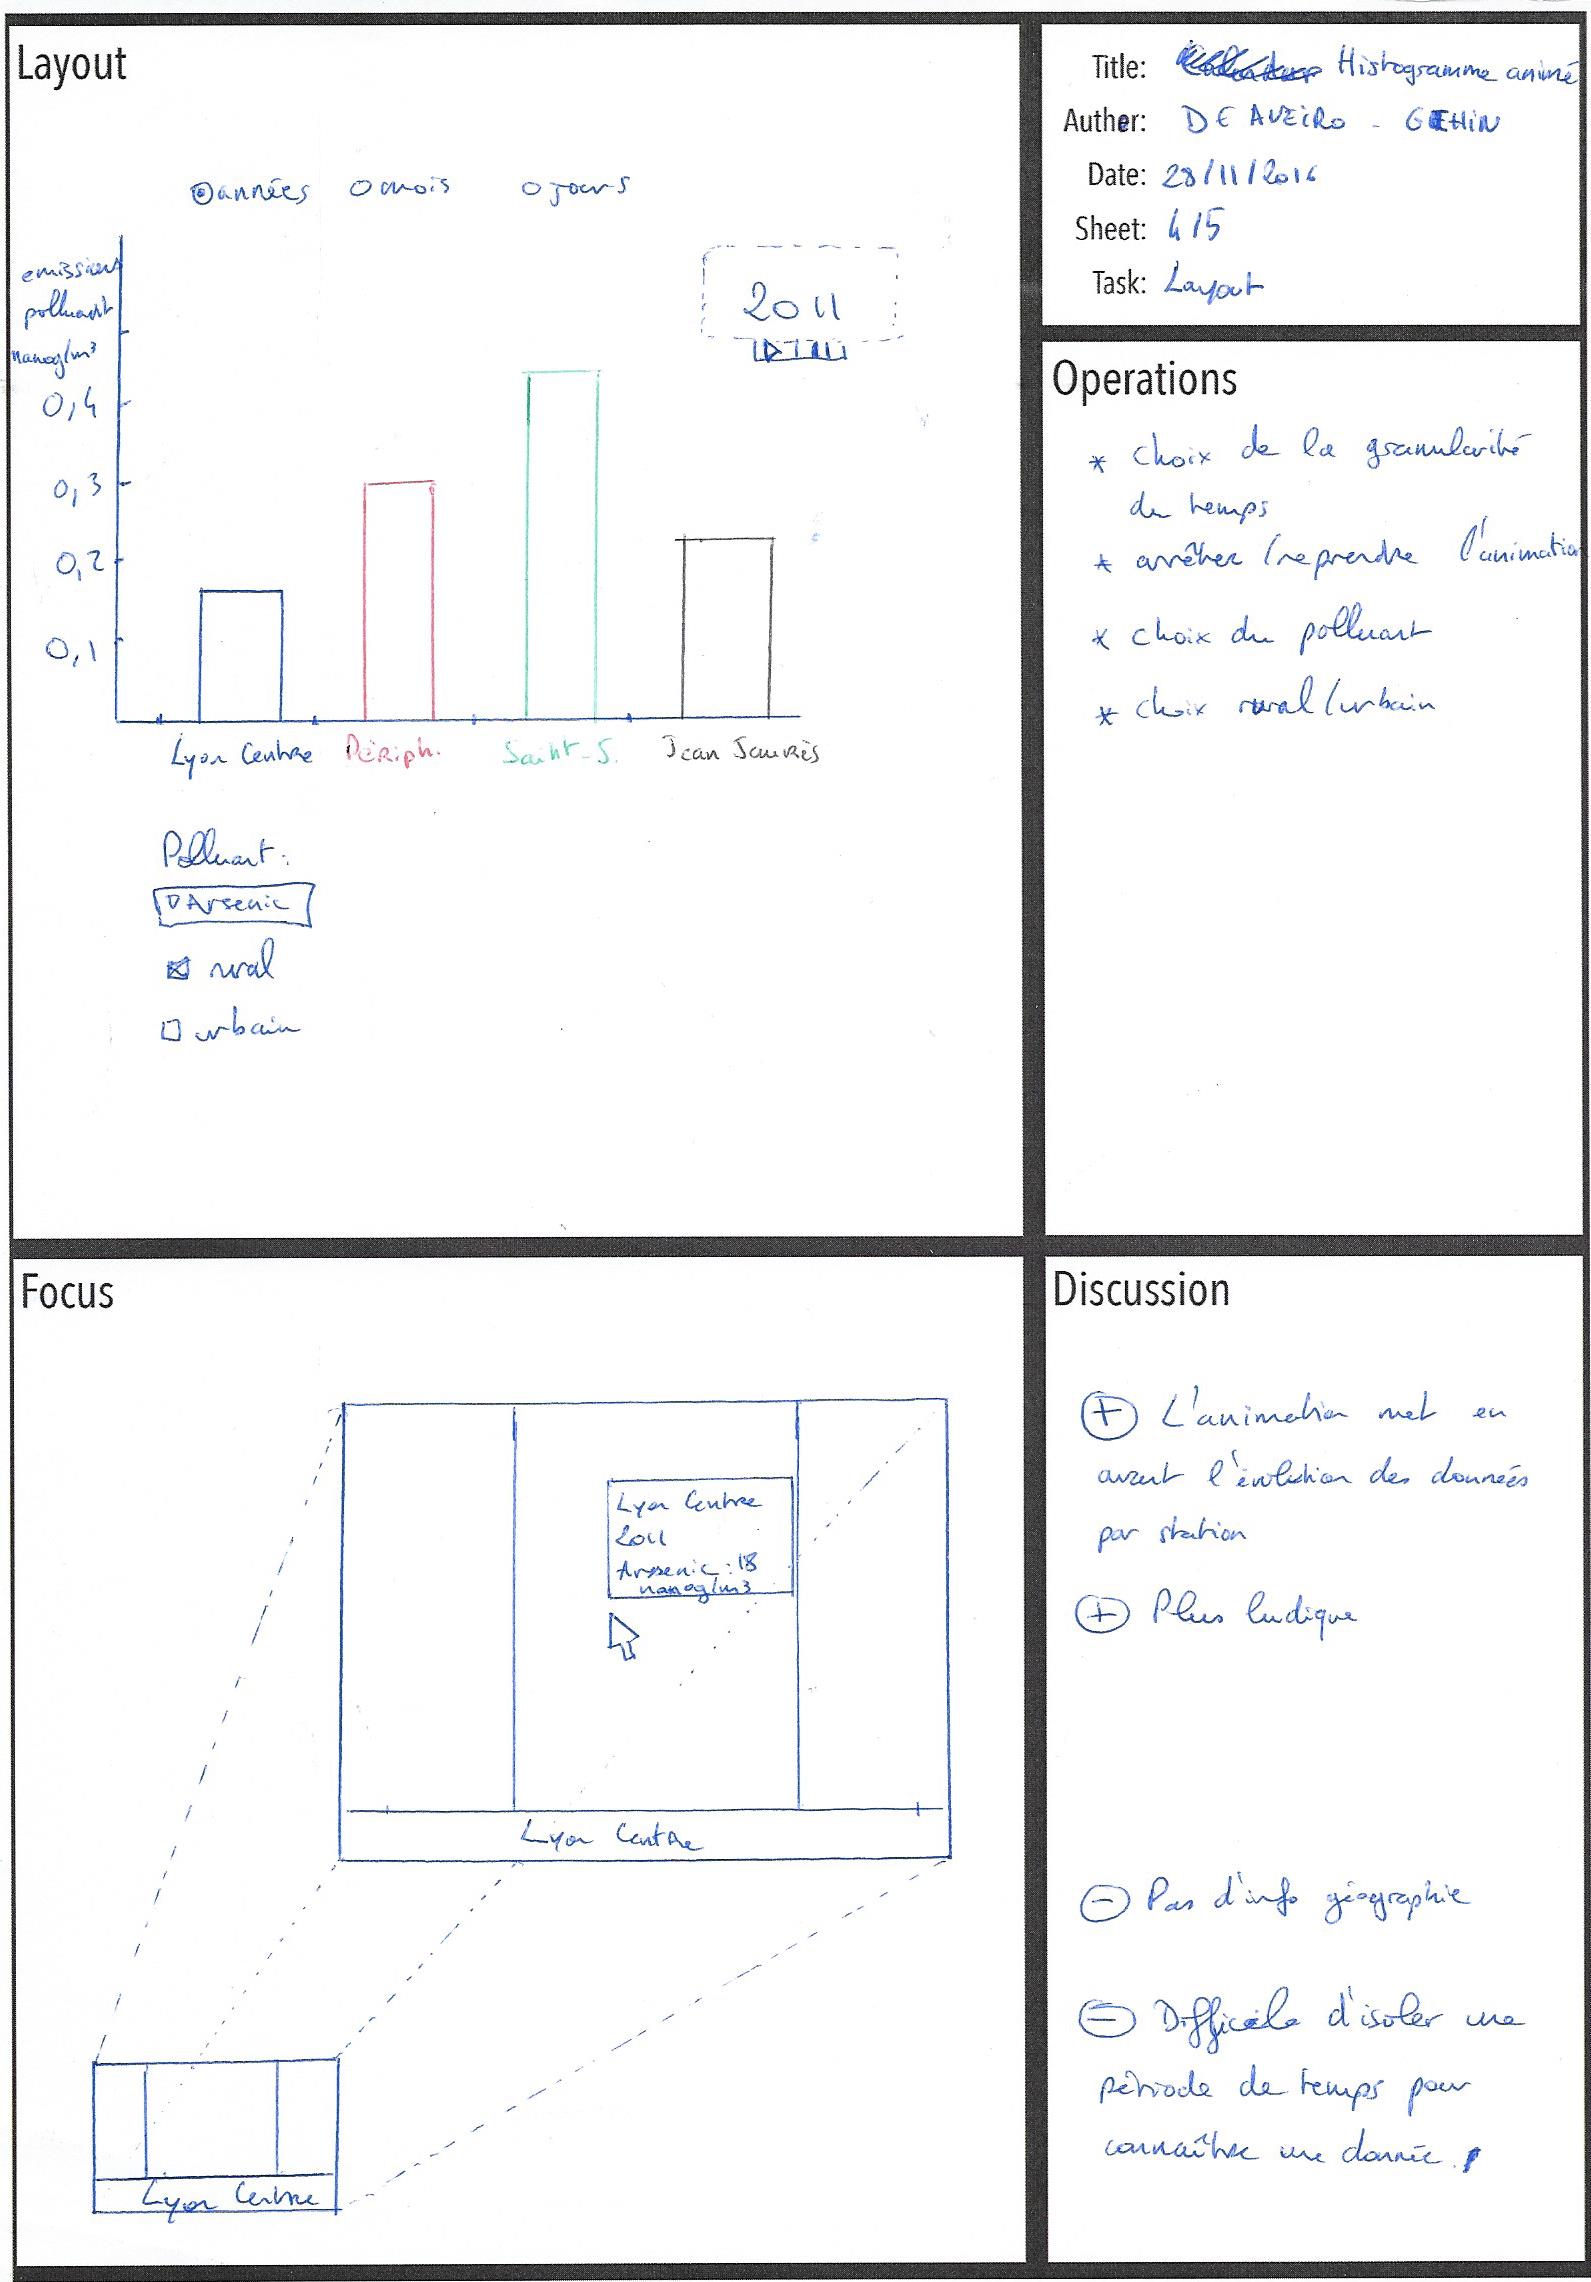 Layout
années mois jours
emissions
polluant
nanog/m³
0,4
0,3
0,2
0,1
2011
Lyon Centre Périph. Saint-J. Jean Jaurès
Polluant :
Arsenic
rural
urbain
Title: Histogramme animé
Auther: DE AVEIRO - GEHIN
Date: 28/11/2016
Sheet: 4/5
Task: Layout
Operations
* choix de la granularité
du temps
* arrêter/reprendre l'animation
* choix du polluant
* choix rural/urbain
Focus
Lyon Centre
2011
Arsenic : 18
nanog/m3
Lyon Centre
Lyon Centre
Discussion
+ L'animation met en
avant l'évolution des données
par station
+ Plus ludique
- Pas d'info géographie
- Difficile d'isoler une
période de temps pour
connaître une donnée.